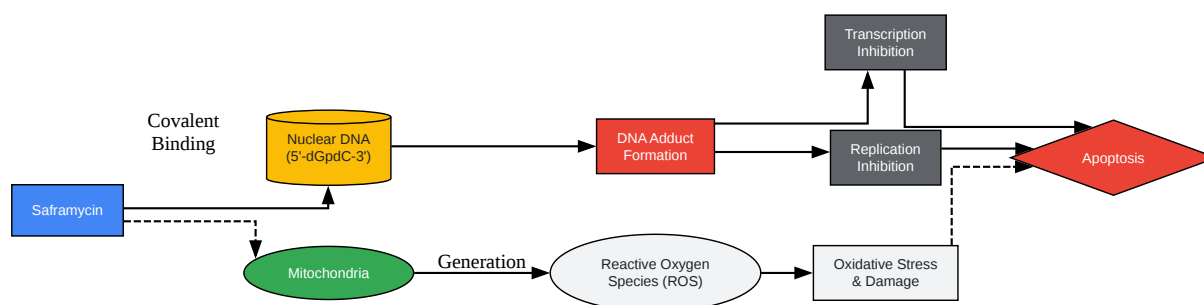 Transcription
Inhibition
Covalent
Binding
Nuclear DNA
(5'-dGpdC-3')
DNA Adduct
Formation
Replication
Inhibition
Apoptosis
Saframycin
Mitochondria
Generation
Reactive Oxygen
Species (ROS)
Oxidative Stress
& Damage